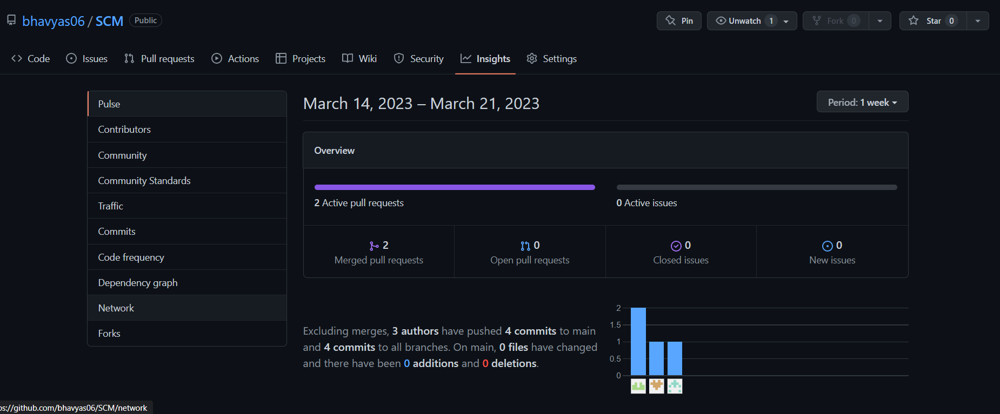 bhavyas06 / SCM Public
Pin Unwatch 1 Fork 0 Star 0
Code Issues Pull requests Actions Projects Wiki Security Insights Settings
Pulse
Contributors
Community
Community Standards
Traffic
Commits
Code frequency
Dependency graph
Network
Forks
March 14, 2023 – March 21, 2023
Period: 1 week
Overview
2 Active pull requests
0 Active issues
2
Merged pull requests
0
Open pull requests
0
Closed issues
0
New issues
Excluding merges, 3 authors have pushed 4 commits to main
and 4 commits to all branches. On main, 0 files have changed
and there have been 0 additions and 0 deletions.
2
1.5
1
0.5
0
ps://github.com/bhavyas06/SCM/network